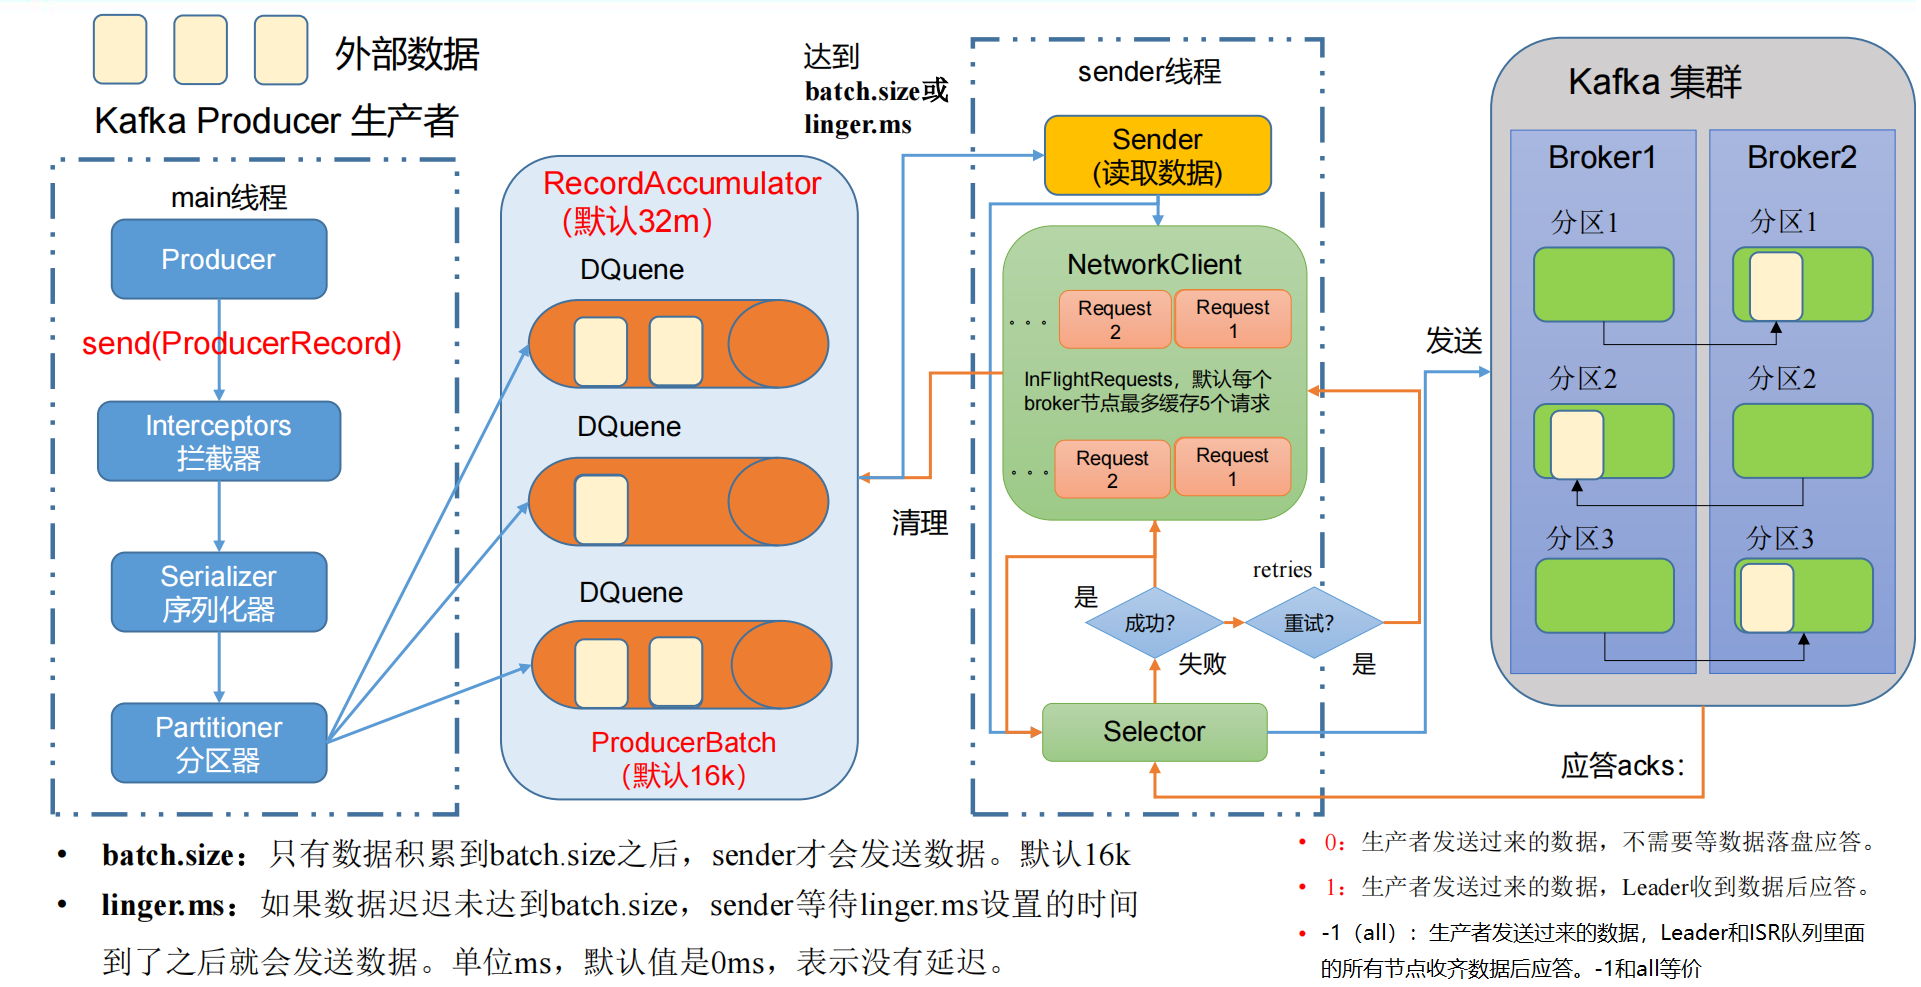 外部数据
Kafka Producer 生产者
main线程
Producer
send(ProducerRecord)
Interceptors
拦截器
Serializer
序列化器
Partitioner
分区器
RecordAccumulator
(默认32m)
DQuene
DQuene
DQuene
ProducerBatch
(默认16k)
达到
batch.size或
linger.ms
清理
sender线程
Sender
(读取数据)
NetworkClient
。。。
Request
2
Request
1
InFlightRequests，默认每个
broker节点最多缓存5个请求
。。。
Request
2
Request
1
retries
是
成功?
重试?
失败
是
Selector
发送
Kafka 集群
Broker1
分区1
分区2
分区3
Broker2
分区1
分区2
分区3
应答acks：
• batch.size：只有数据积累到batch.size之后，sender才会发送数据。默认16k
• linger.ms：如果数据迟迟未达到batch.size，sender等待linger.ms设置的时间
到了之后就会发送数据。单位ms，默认值是0ms，表示没有延迟。
• 0：生产者发送过来的数据，不需要等数据落盘应答。
• 1：生产者发送过来的数据，Leader收到数据后应答。
• -1（all）：生产者发送过来的数据，Leader和ISR队列里面
的所有节点收齐数据后应答。-1和all等价